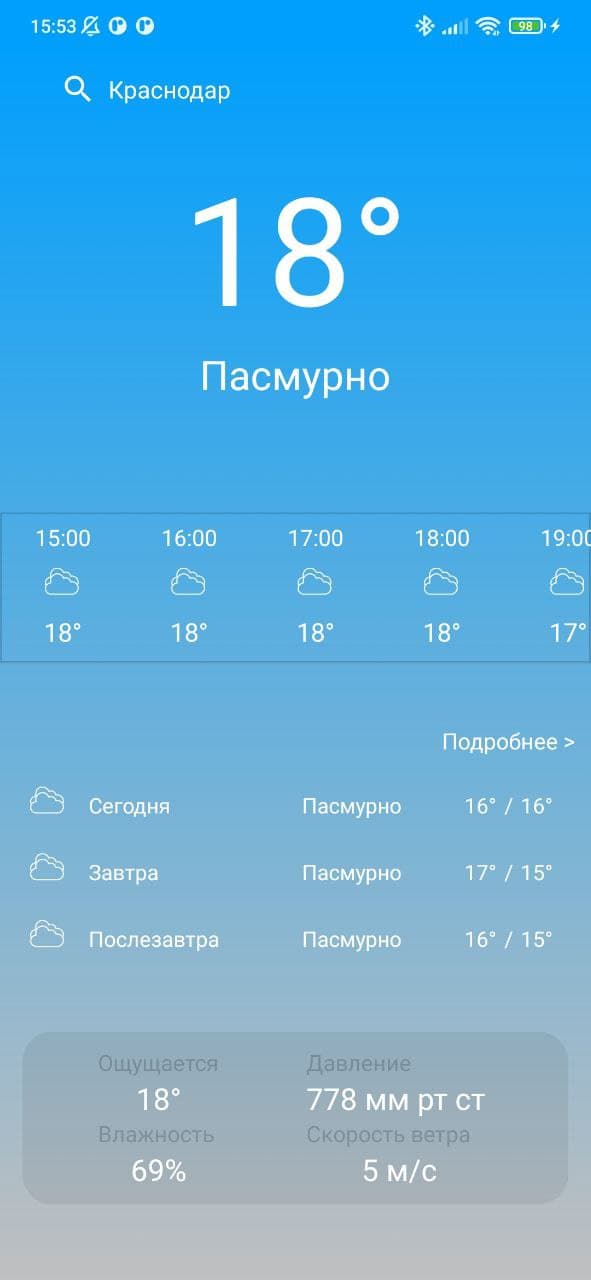 15:53 98
Краснодар
18°
Пасмурно
15:00 16:00 17:00 18:00 19:00
18° 18° 18° 18° 17°
Подробнее >
Сегодня Пасмурно 16° / 16°
Завтра Пасмурно 17° / 15°
Послезавтра Пасмурно 16° / 15°
Ощущается Давление
18° 778 мм рт ст
Влажность Скорость ветра
69% 5 м/с